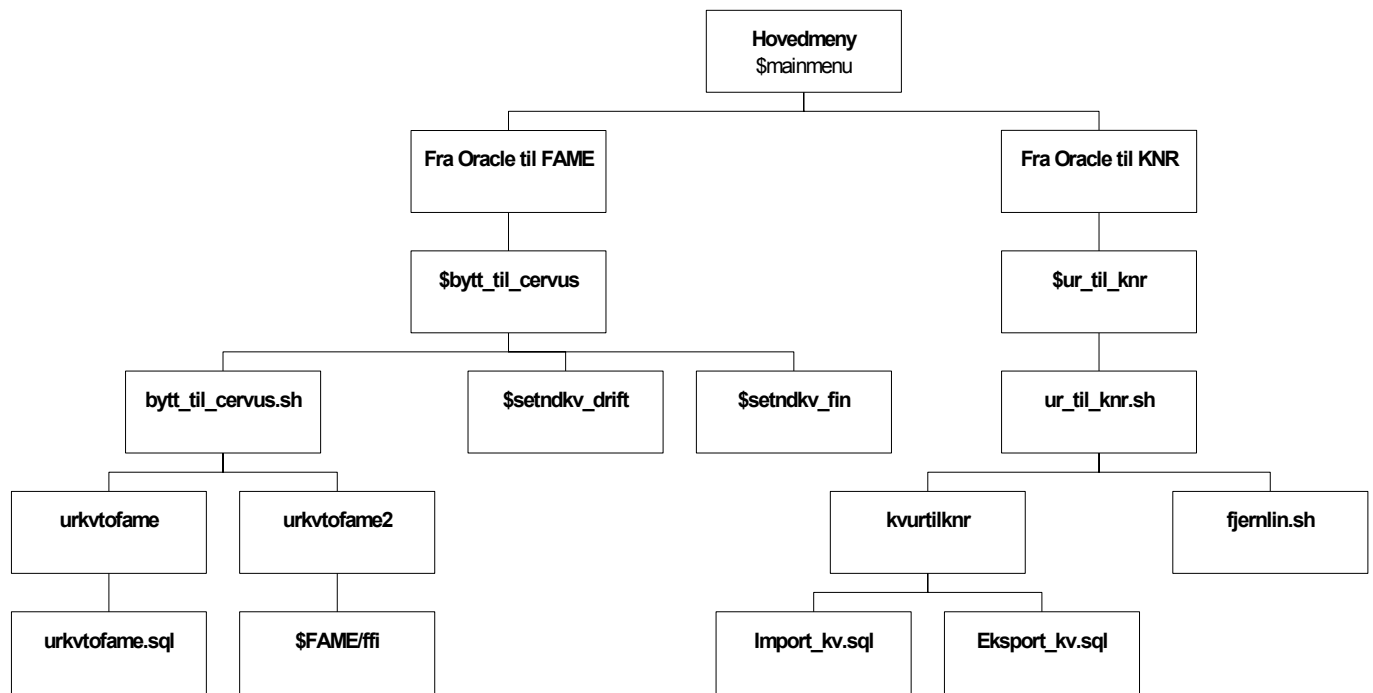 Hovedmeny
$mainmenu
Fra Oracle til FAME
Fra Oracle til KNR
$bytt_til_cervus
$ur_til_knr
bytt_til_cervus.sh
$setndkv_drift
$setndkv_fin
ur_til_knr.sh
urkvtofame
urkvtofame2
kvurtilknr
fjernlin.sh
urkvtofame.sql
$FAME/ffi
Import_kv.sql
Eksport_kv.sql